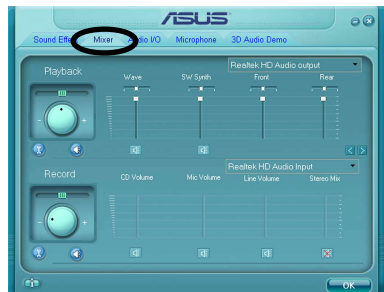 ASUS
Sound Effect Mixer Audio I/O Microphone 3D Audio Demo
Realtek HD Audio output
Playback
Wave SW Synth Front Rear
- +
Realtek HD Audio Input
Record
CD Volume Mic Volume Line Volume Stereo Mix
- +
OK